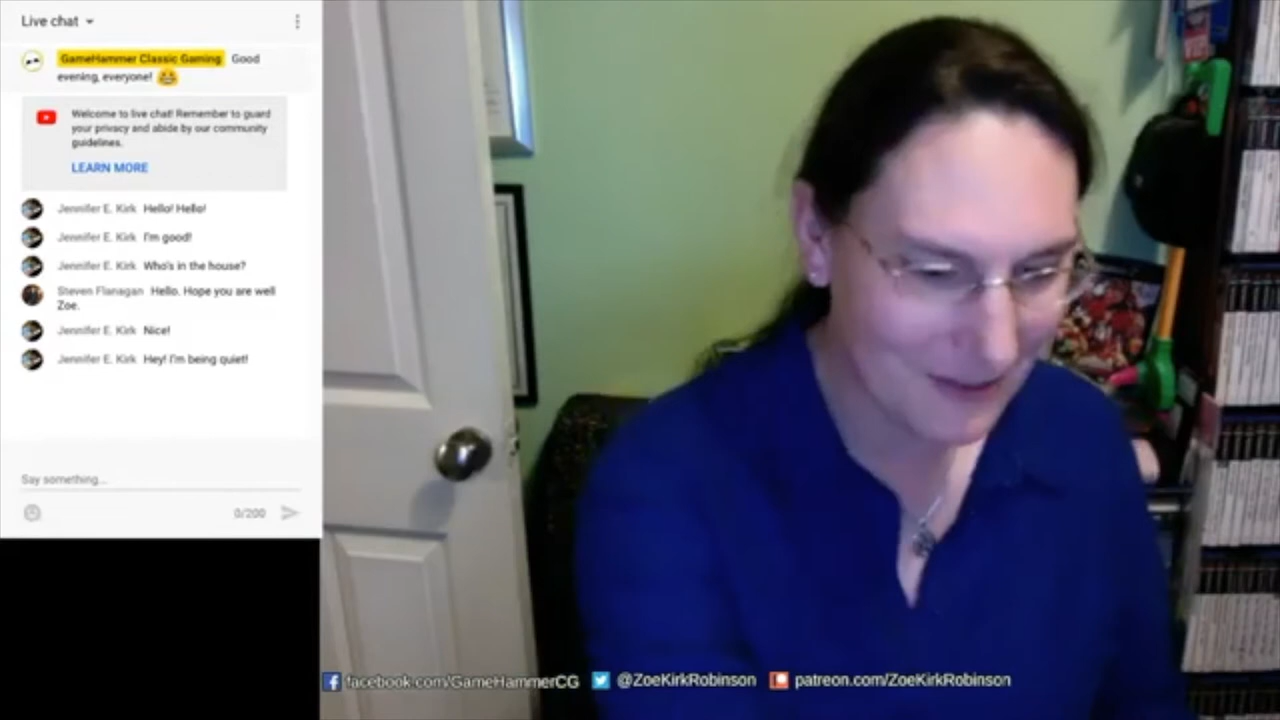 Live chat
GameHammer Classic Gaming Good
evening, everyone!
Welcome to live chat! Remember to guard
your privacy and abide by our community
guidelines.
LEARN MORE
Jennifer E. Kirk Hello! Hello!
Jennifer E. Kirk I'm good!
Jennifer E. Kirk Who's in the house?
Steven Flanagan Hello. Hope you are well
Zoe.
Jennifer E. Kirk Nice!
Jennifer E. Kirk Hey! I'm being quiet!
Say something...
0/200
facebook.com/GameHammerCG @ZoeKirkRobinson patreon.com/ZoeKirkRobinson